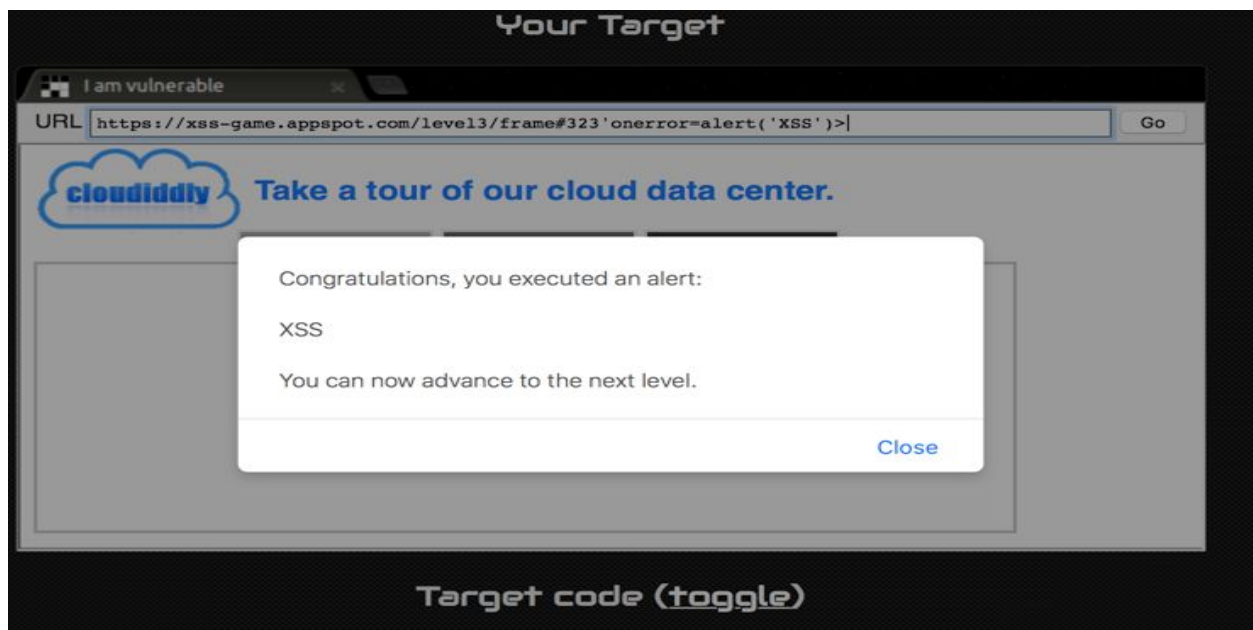 Your Target
I am vulnerable
URL https://xss-game.appspot.com/level3/frame#323'onerror=alert('XSS')> Go
cloudiddly Take a tour of our cloud data center.
Congratulations, you executed an alert:
XSS
You can now advance to the next level.
Close
Target code (toggle)